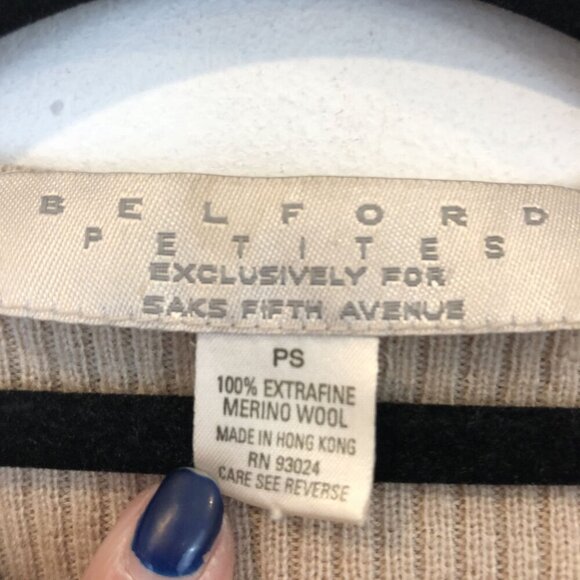 BELFORD
PETITES
EXCLUSIVELY FOR
SAKS FIFTH AVENUE
PS
100% EXTRAFINE
MERINO WOOL
MADE IN HONG KONG
RN 93024
CARE SEE REVERSE